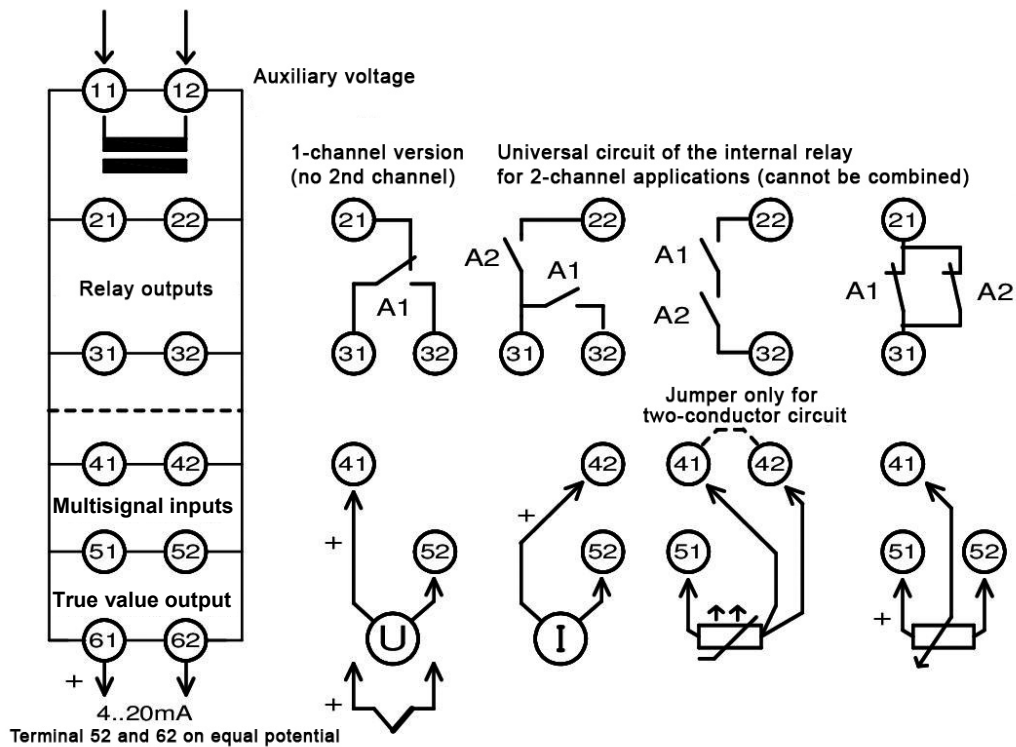 11 12 Auxiliary voltage
1-channel version
(no 2nd channel)
Universal circuit of the internal relay
for 2-channel applications (cannot be combined)
21 22 21 22 22 21
A2 A1 A1
Relay outputs
A1 A2 A1 A2
31 32 31 32 31 32 32 31
Jumper only for
two-conductor circuit
41 42 41 42 41 42 41
Multisignal inputs
+ +
51 52 52 52 51 51 52
True value output
+
61 62 U I
+ +
4..20mA
Terminal 52 and 62 on equal potential